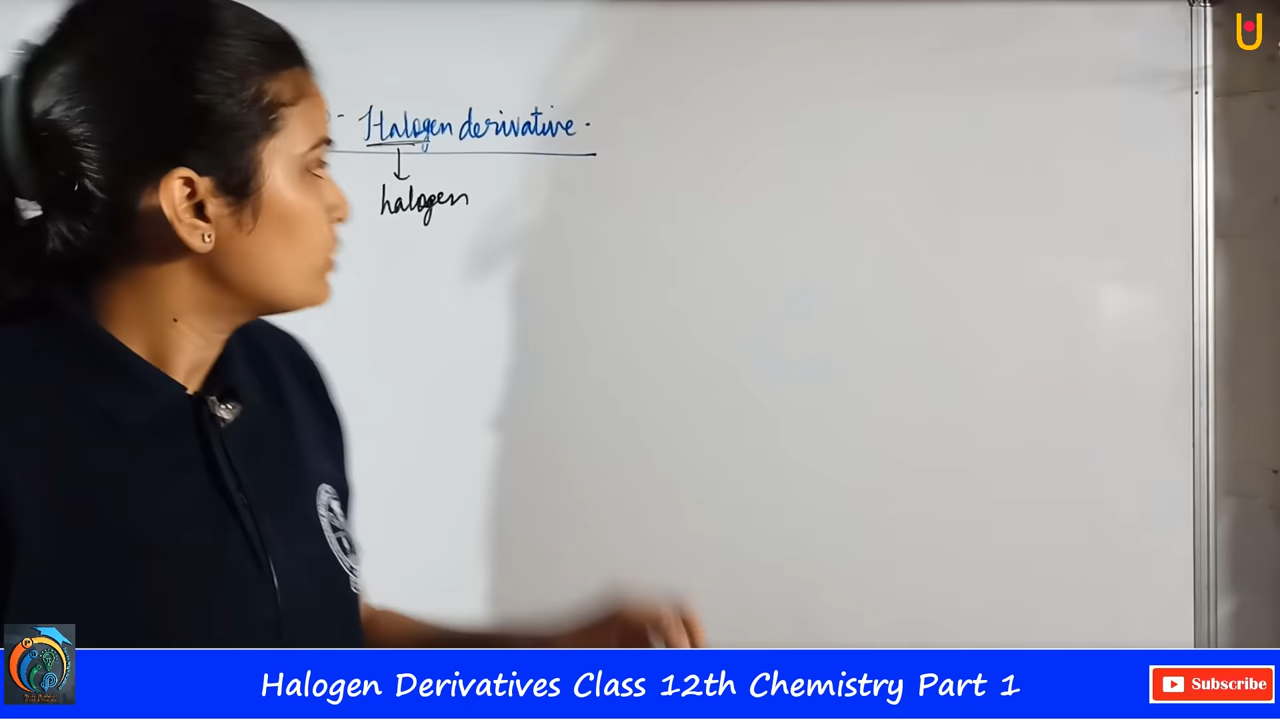 Halogen derivative.
halogen
Halogen Derivatives Class 12th Chemistry Part 1
Subscribe